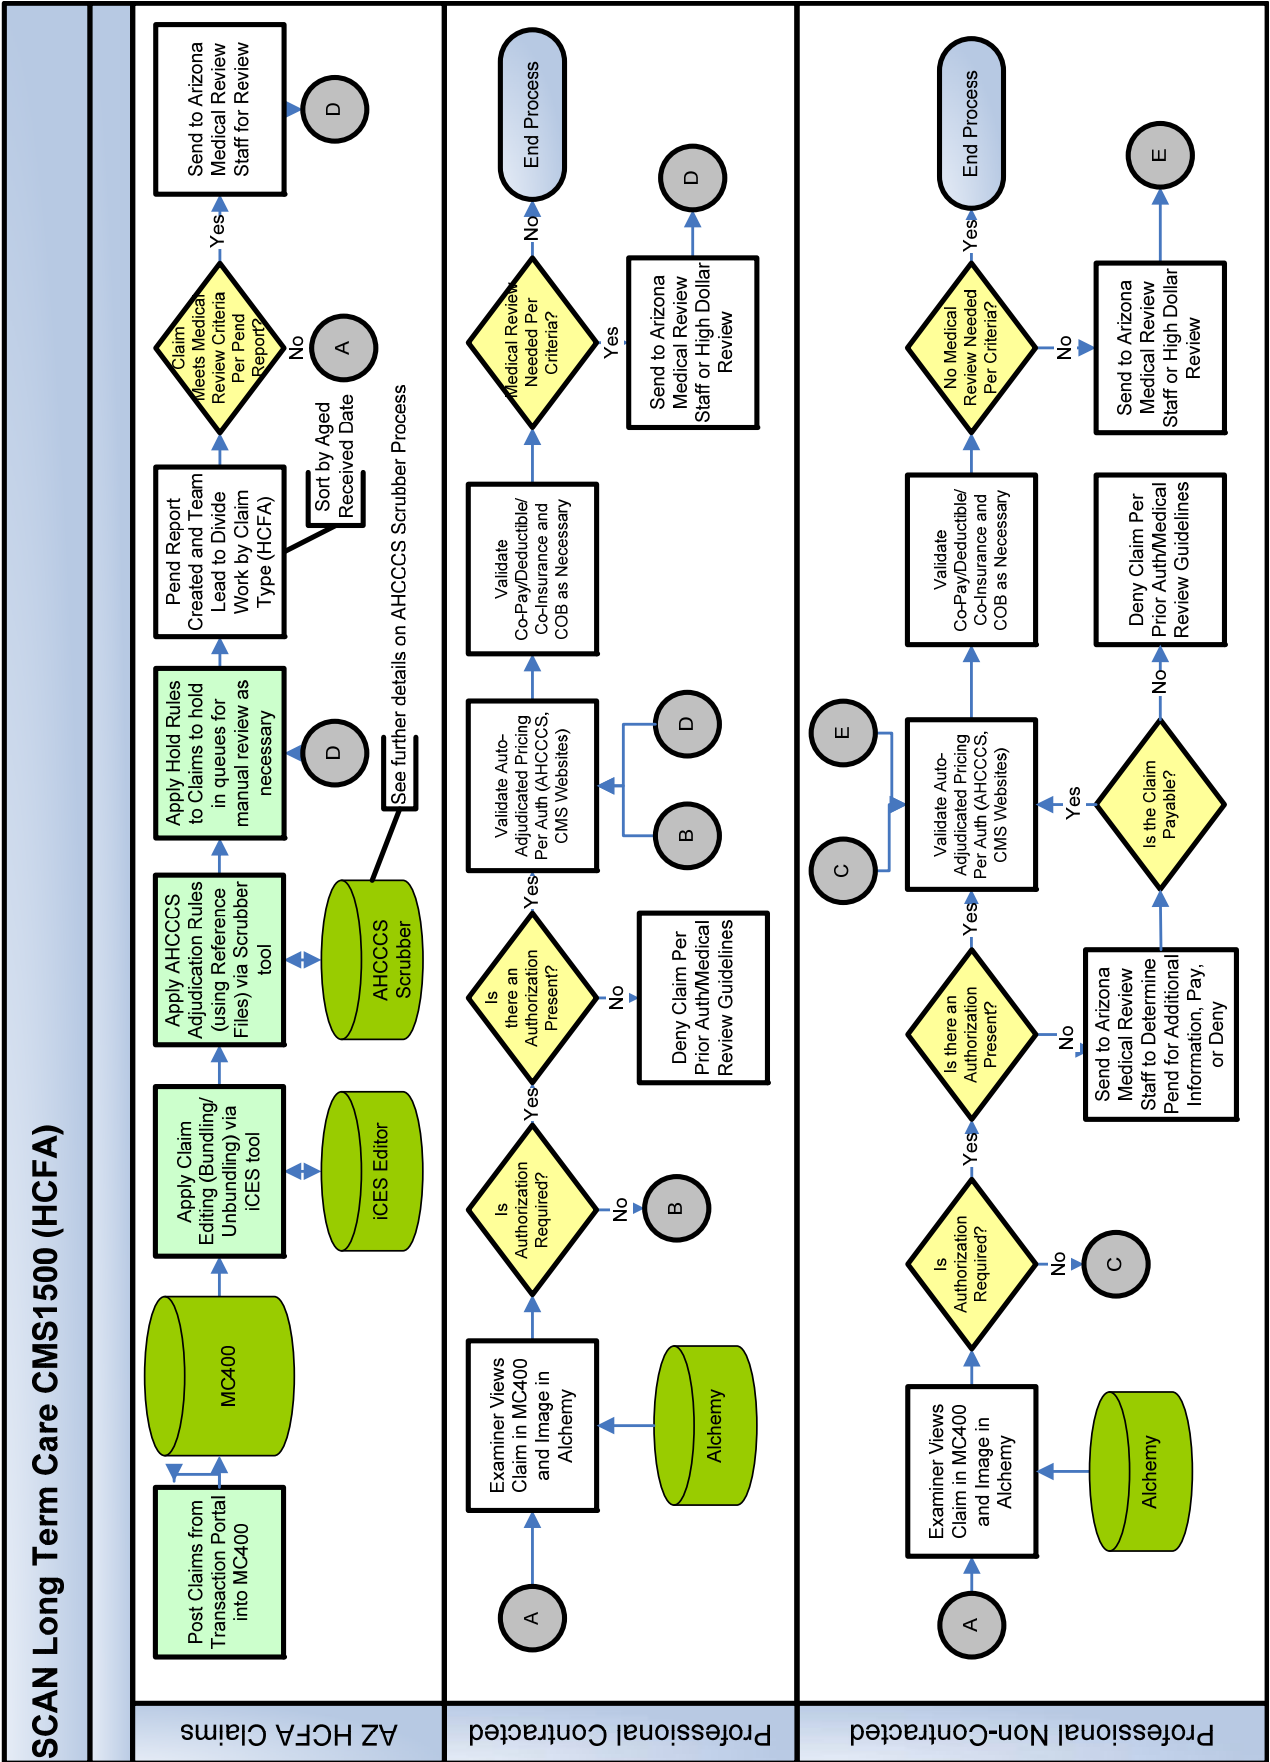 SCAN Long Term Care CMS1500 (HCFA)
AZ HCFA Claims
Post Claims from
Transaction Portal
into MC400
MC400
Apply Claim
Editing (Bundling/
Unbundling) via
iCES tool
iCES Editor
Apply AHCCCS
Adjudication Rules
(using Reference
Files) via Scrubber
tool
AHCCCS
Scrubber
See further details on AHCCCS Scrubber Process
Apply Hold Rules
to Claims to hold
in queues for
manual review as
necessary
D
Pend Report
Created and Team
Lead to Divide
Work by Claim
Type (HCFA)
Sort by Aged
Received Date
Claim
Meets Medical
Review Criteria
Per Pend
Report?
No
A
Yes
Send to Arizona
Medical Review
Staff for Review
D
Professional Contracted
A
Examiner Views
Claim in MC400
and Image in
Alchemy
Alchemy
Is
Authorization
Required?
No
B
Yes
Is
there an
Authorization
Present?
No
Deny Claim Per
Prior Auth/Medical
Review Guidelines
Yes
Validate Auto-
Adjudicated Pricing
Per Auth (AHCCCS,
CMS Websites)
B
D
Validate
Co-Pay/Deductible/
Co-Insurance and
COB as Necessary
Medical Review
Needed Per
Criteria?
Yes
Send to Arizona
Medical Review
Staff or High Dollar
Review
D
No
End Process
Professional Non-Contracted
A
Examiner Views
Claim in MC400
and Image in
Alchemy
Alchemy
Is
Authorization
Required?
No
C
Yes
Is there an
Authorization
Present?
No
Send to Arizona
Medical Review
Staff to Determine
Pend for Additional
Information, Pay,
or Deny
Yes
Is the Claim
Payable?
Yes
No
Deny Claim Per
Prior Auth/Medical
Review Guidelines
C
E
Validate Auto-
Adjudicated Pricing
Per Auth (AHCCCS,
CMS Websites)
Validate
Co-Pay/Deductible/
Co-Insurance and
COB as Necessary
No Medical
Review Needed
Per Criteria?
No
Send to Arizona
Medical Review
Staff or High Dollar
Review
E
Yes
End Process